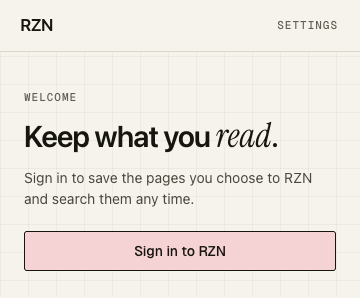 RZN
SETTINGS
WELCOME
Keep what you read.
Sign in to save the pages you choose to RZN
and search them any time.
Sign in to RZN